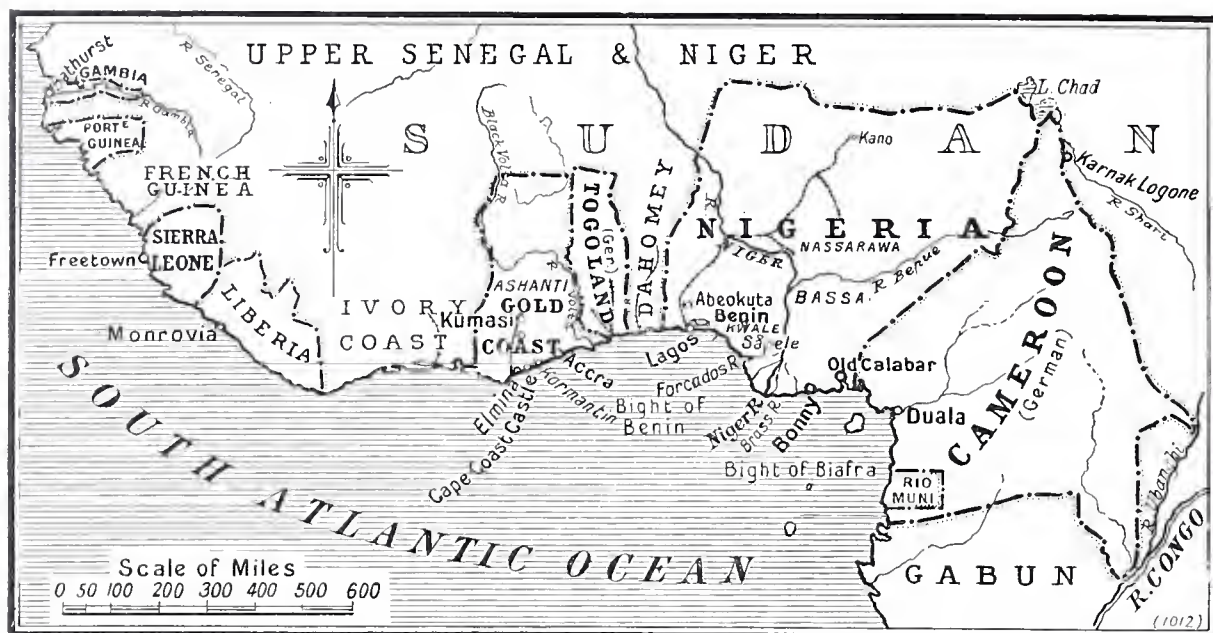 UPPER SENEGAL & NIGER
SUDAN
athurst
GAMBIA
R. Gambia
R. Senegal
PORTE
GUINEA
FRENCH
GUINEA
SIERRA
LEONE
Freetown
LIBERIA
Monrovia
IVORY
COAST
Black Volta R.
ASHANTI
GOLD
COAST
Kumasi
R. Volta
TOGOLAND
(Ger.)
DAHOMEY
Elmina
Cape Coast Castle
Kormantin
Accra
L. Chad
Kano
Karnak Logone
R. Shari
NIGERIA
NASSARAWA
R. NIGER
BASSA
R. Benue
Abeokuta
Benin
KWALE
Lagos
Forcados R.
Bight of
Benin
Niger R.
Brass R.
Bonny
Old Calabar
Bight of Biafra
Duala
CAMEROON
(German)
RIO
MUNI
R. Ubanchi
R. CONGO
GABUN
SOUTH ATLANTIC OCEAN
Scale of Miles
0 50 100 200 300 400 500 600
(1012)